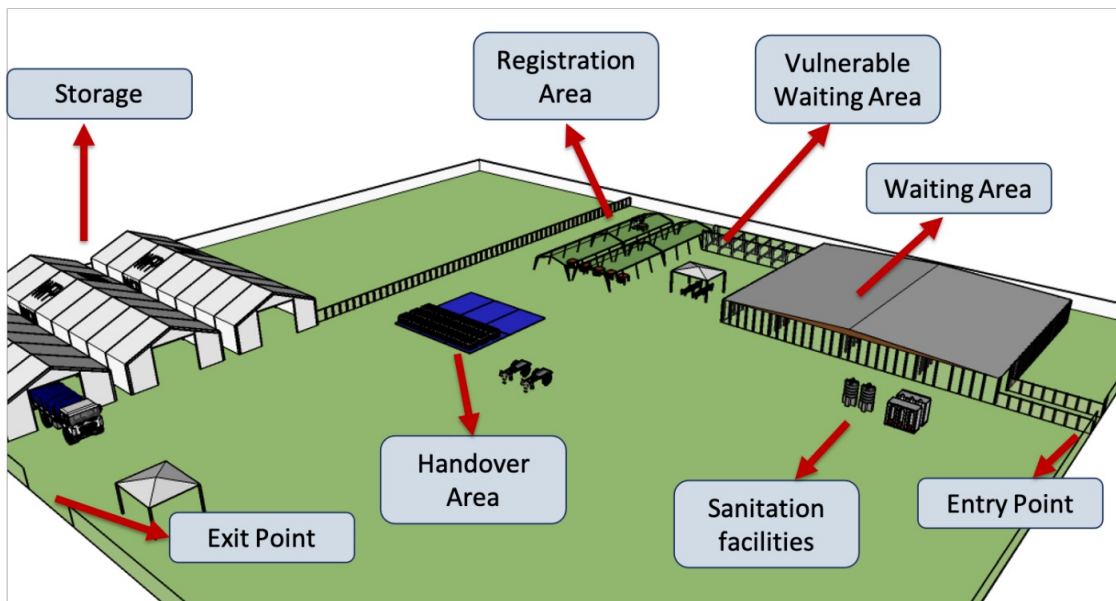 Registration
Area
Vulnerable
Waiting Area
Storage
Waiting Area
Handover
Area
Sanitation
facilities
Entry Point
Exit Point